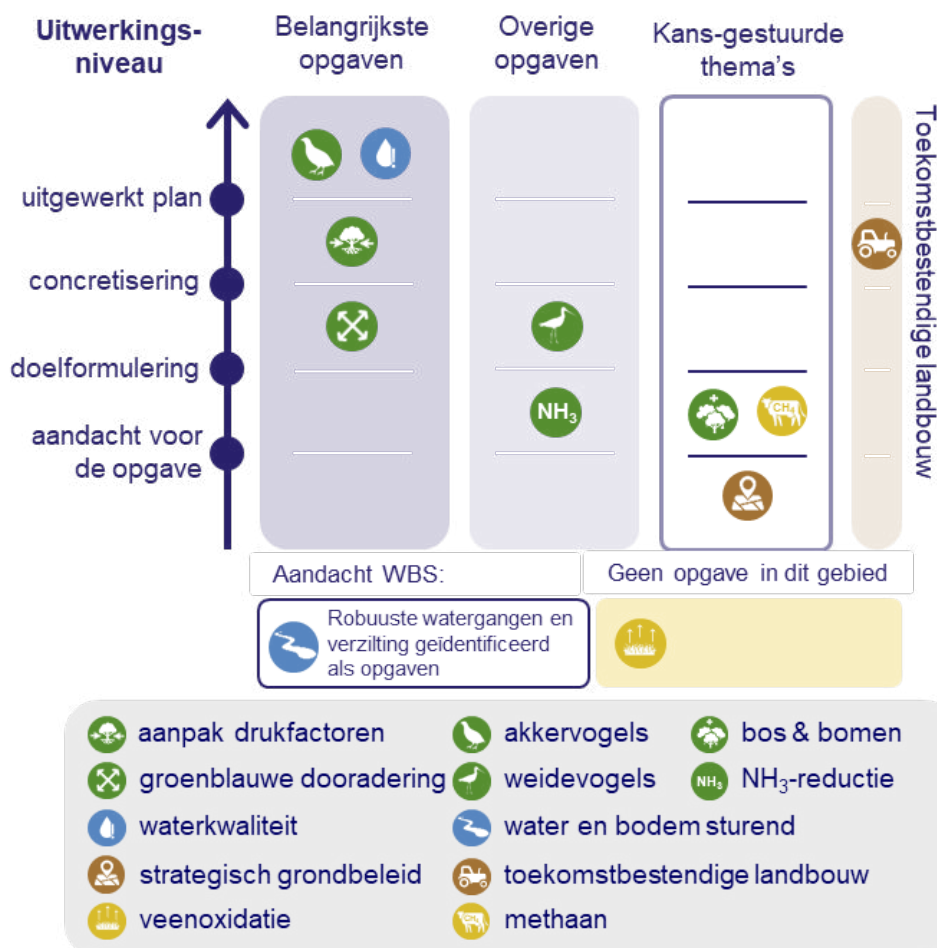 Uitwerkings-
niveau
Belangrijkste
opgaven
Overige
opgaven
Kans-gestuurde
thema's
Toekomstbestendige landbouw
uitgewerkt plan
concretisering
doelformulering
NH₃
CH₄
aandacht voor
de opgave
Aandacht WBS:
Geen opgave in dit gebied
Robuuste watergangen en
verzilting geïdentificeerd
als opgaven
aanpak drukfactoren
akkervogels
bos & bomen
groenblauwe dooradering
weidevogels
NH₃ NH₃-reductie
waterkwaliteit
water en bodem sturend
strategisch grondbeleid
toekomstbestendige landbouw
veenoxidatie
CH₄ methaan